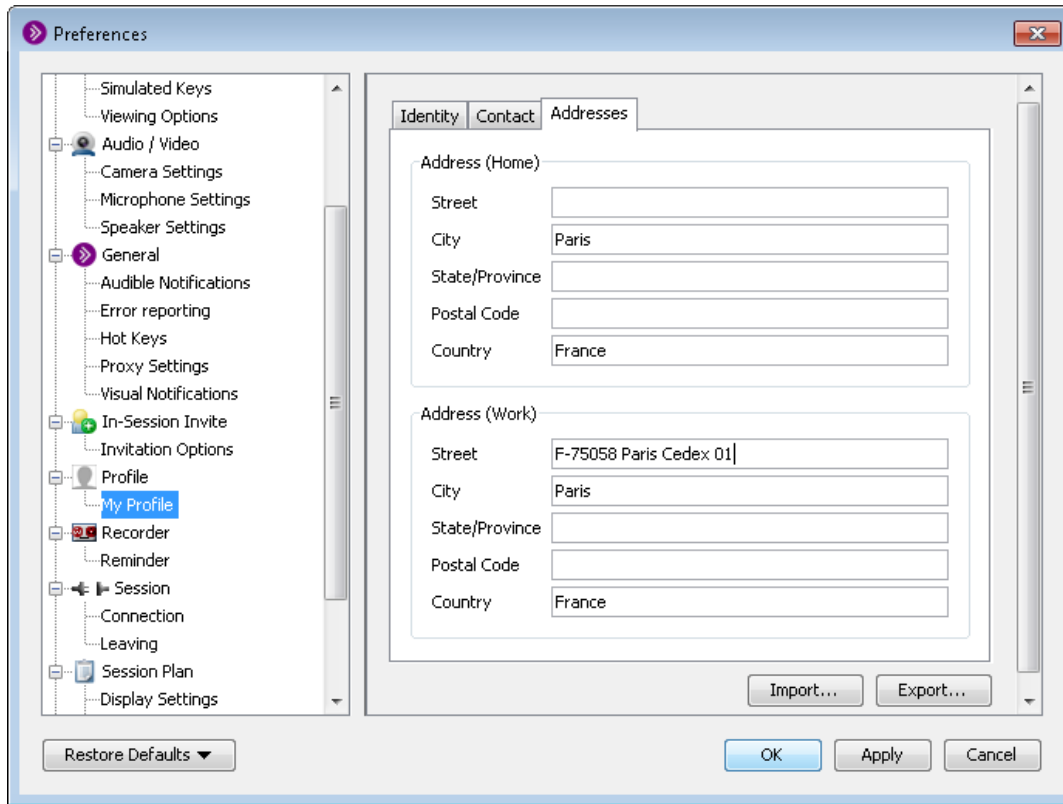 Preferences
Simulated Keys
Viewing Options
Audio / Video
Camera Settings
Microphone Settings
Speaker Settings
General
Audible Notifications
Error reporting
Hot Keys
Proxy Settings
Visual Notifications
In-Session Invite
Invitation Options
Profile
My Profile
Recorder
Reminder
Session
Connection
Leaving
Session Plan
Display Settings
Identity Contact Addresses
Address (Home)
Street
City Paris
State/Province
Postal Code
Country France
Address (Work)
Street F-75058 Paris Cedex 01
City Paris
State/Province
Postal Code
Country France
Import... Export...
Restore Defaults OK Apply Cancel